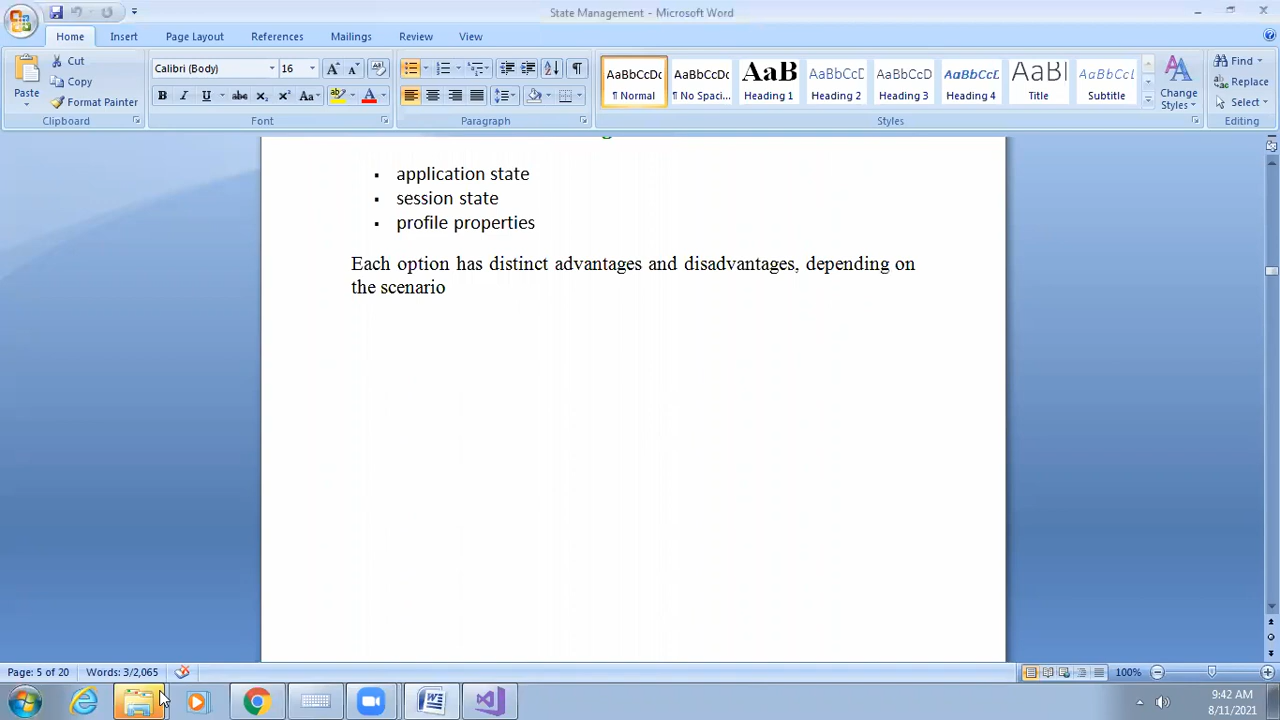 State Management - Microsoft Word
Home Insert Page Layout References Mailings Review View
Paste
Cut
Copy
Format Painter
Clipboard
Calibri (Body) 16
Font
Paragraph
AaBbCcDc AaBbCcDc AaB AaBbCcD AaBbCcDc AaBbCcL AaBl AaBbCcDc
¶ Normal ¶ No Spaci... Heading 1 Heading 2 Heading 3 Heading 4 Title Subtitle
Change Styles
Styles
Find
Replace
Select
Editing
▪ application state
▪ session state
▪ profile properties
Each option has distinct advantages and disadvantages, depending on
the scenario
Page: 5 of 20 Words: 3/2,065 100%
9:42 AM
8/11/2021